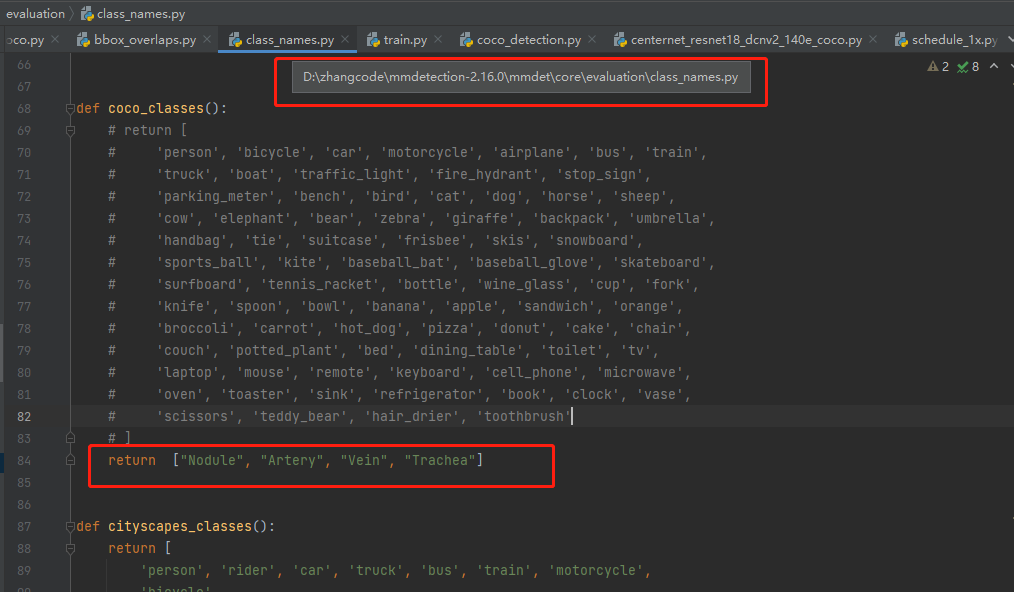 evaluation class_names.py
oco.py bbox_overlaps.py class_names.py train.py coco_detection.py centernet_resnet18_dcnv2_140e_coco.py schedule_1x.py
66 2 8
67 D:\zhangcode\mmdetection-2.16.0\mmdet\core\evaluation\class_names.py
68 def coco_classes():
69 # return [
70 # 'person', 'bicycle', 'car', 'motorcycle', 'airplane', 'bus', 'train',
71 # 'truck', 'boat', 'traffic_light', 'fire_hydrant', 'stop_sign',
72 # 'parking_meter', 'bench', 'bird', 'cat', 'dog', 'horse', 'sheep',
73 # 'cow', 'elephant', 'bear', 'zebra', 'giraffe', 'backpack', 'umbrella',
74 # 'handbag', 'tie', 'suitcase', 'frisbee', 'skis', 'snowboard',
75 # 'sports_ball', 'kite', 'baseball_bat', 'baseball_glove', 'skateboard',
76 # 'surfboard', 'tennis_racket', 'bottle', 'wine_glass', 'cup', 'fork',
77 # 'knife', 'spoon', 'bowl', 'banana', 'apple', 'sandwich', 'orange',
78 # 'broccoli', 'carrot', 'hot_dog', 'pizza', 'donut', 'cake', 'chair',
79 # 'couch', 'potted_plant', 'bed', 'dining_table', 'toilet', 'tv',
80 # 'laptop', 'mouse', 'remote', 'keyboard', 'cell_phone', 'microwave',
81 # 'oven', 'toaster', 'sink', 'refrigerator', 'book', 'clock', 'vase',
82 # 'scissors', 'teddy_bear', 'hair_drier', 'toothbrush'
83 # ]
84 return ["Nodule", "Artery", "Vein", "Trachea"]
85
86
87 def cityscapes_classes():
88 return [
89 'person', 'rider', 'car', 'truck', 'bus', 'train', 'motorcycle',
90 'bicycle'